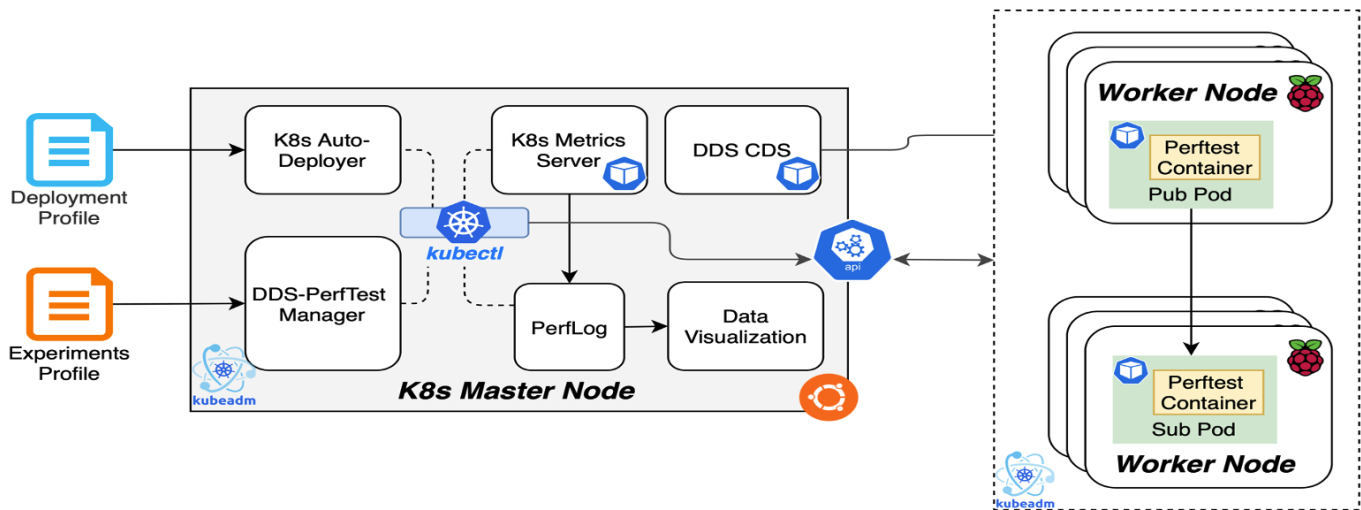 Deployment
Profile
Experiments
Profile
K8s Auto-
Deployer
K8s Metrics
Server
DDS CDS
kubectl
DDS-PerfTest
Manager
PerfLog
Data
Visualization
kubeadm
K8s Master Node
api
Worker Node
Perftest
Container
Pub Pod
Perftest
Container
Sub Pod
Worker Node
kubeadm